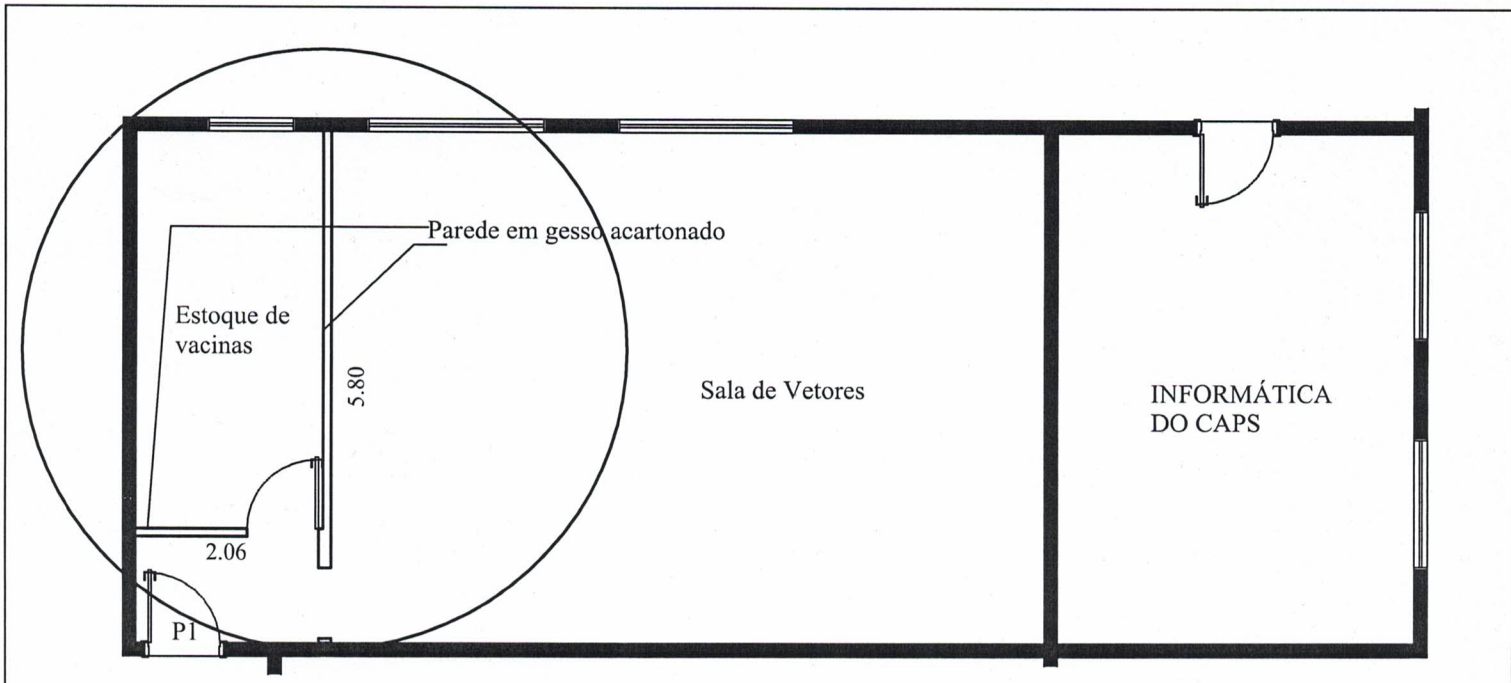 Parede em gesso acartonado
Estoque de
vacinas
5.80
Sala de Vetores
INFORMÁTICA
DO CAPS
2.06
P1